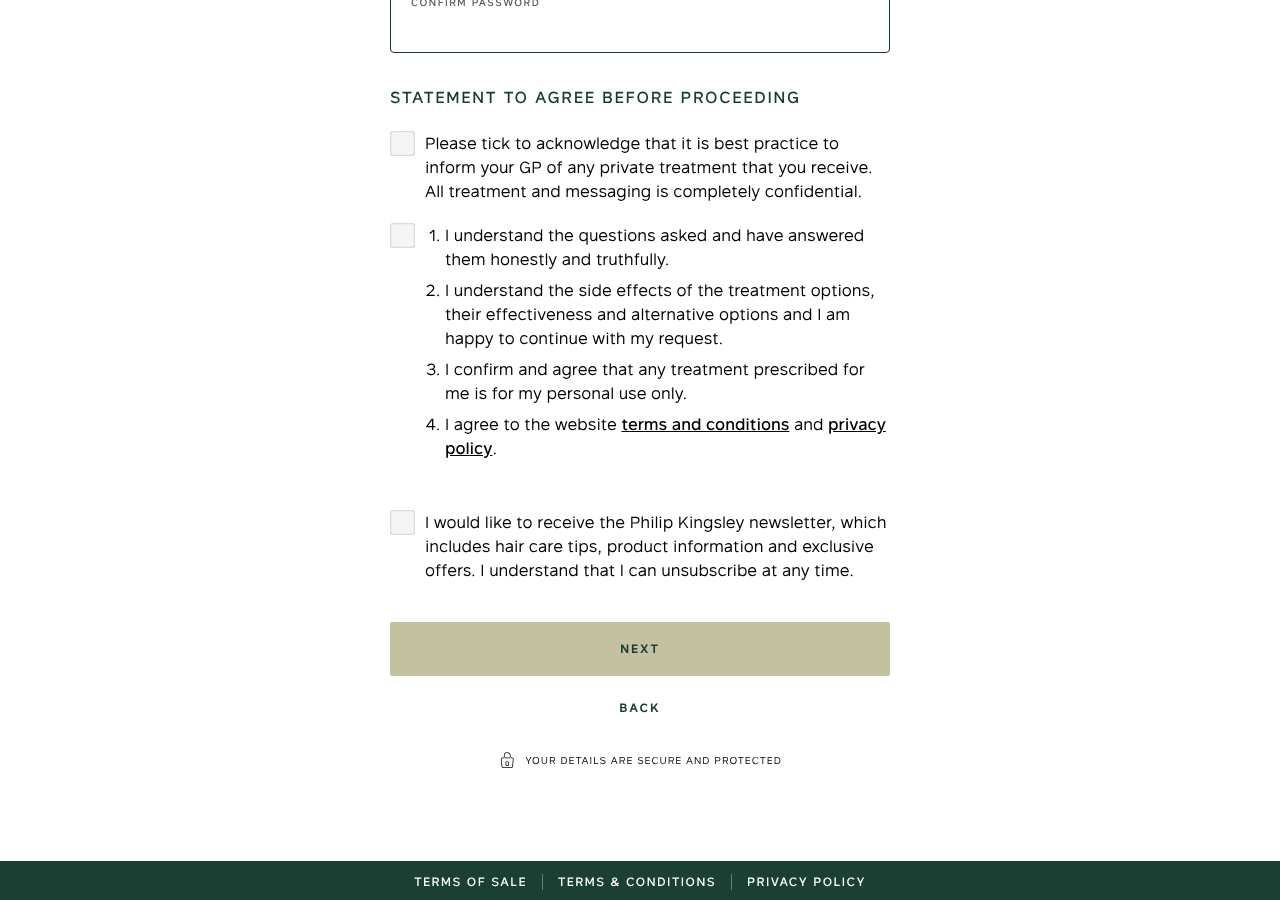 CONFIRM PASSWORD
STATEMENT TO AGREE BEFORE PROCEEDING
Please tick to acknowledge that it is best practice to
inform your GP of any private treatment that you receive.
All treatment and messaging is completely confidential.
1. I understand the questions asked and have answered
them honestly and truthfully.
2. I understand the side effects of the treatment options,
their effectiveness and alternative options and I am
happy to continue with my request.
3. I confirm and agree that any treatment prescribed for
me is for my personal use only.
4. I agree to the website terms and conditions and privacy
policy.
I would like to receive the Philip Kingsley newsletter, which
includes hair care tips, product information and exclusive
offers. I understand that I can unsubscribe at any time.
NEXT
BACK
YOUR DETAILS ARE SECURE AND PROTECTED
TERMS OF SALE TERMS & CONDITIONS PRIVACY POLICY